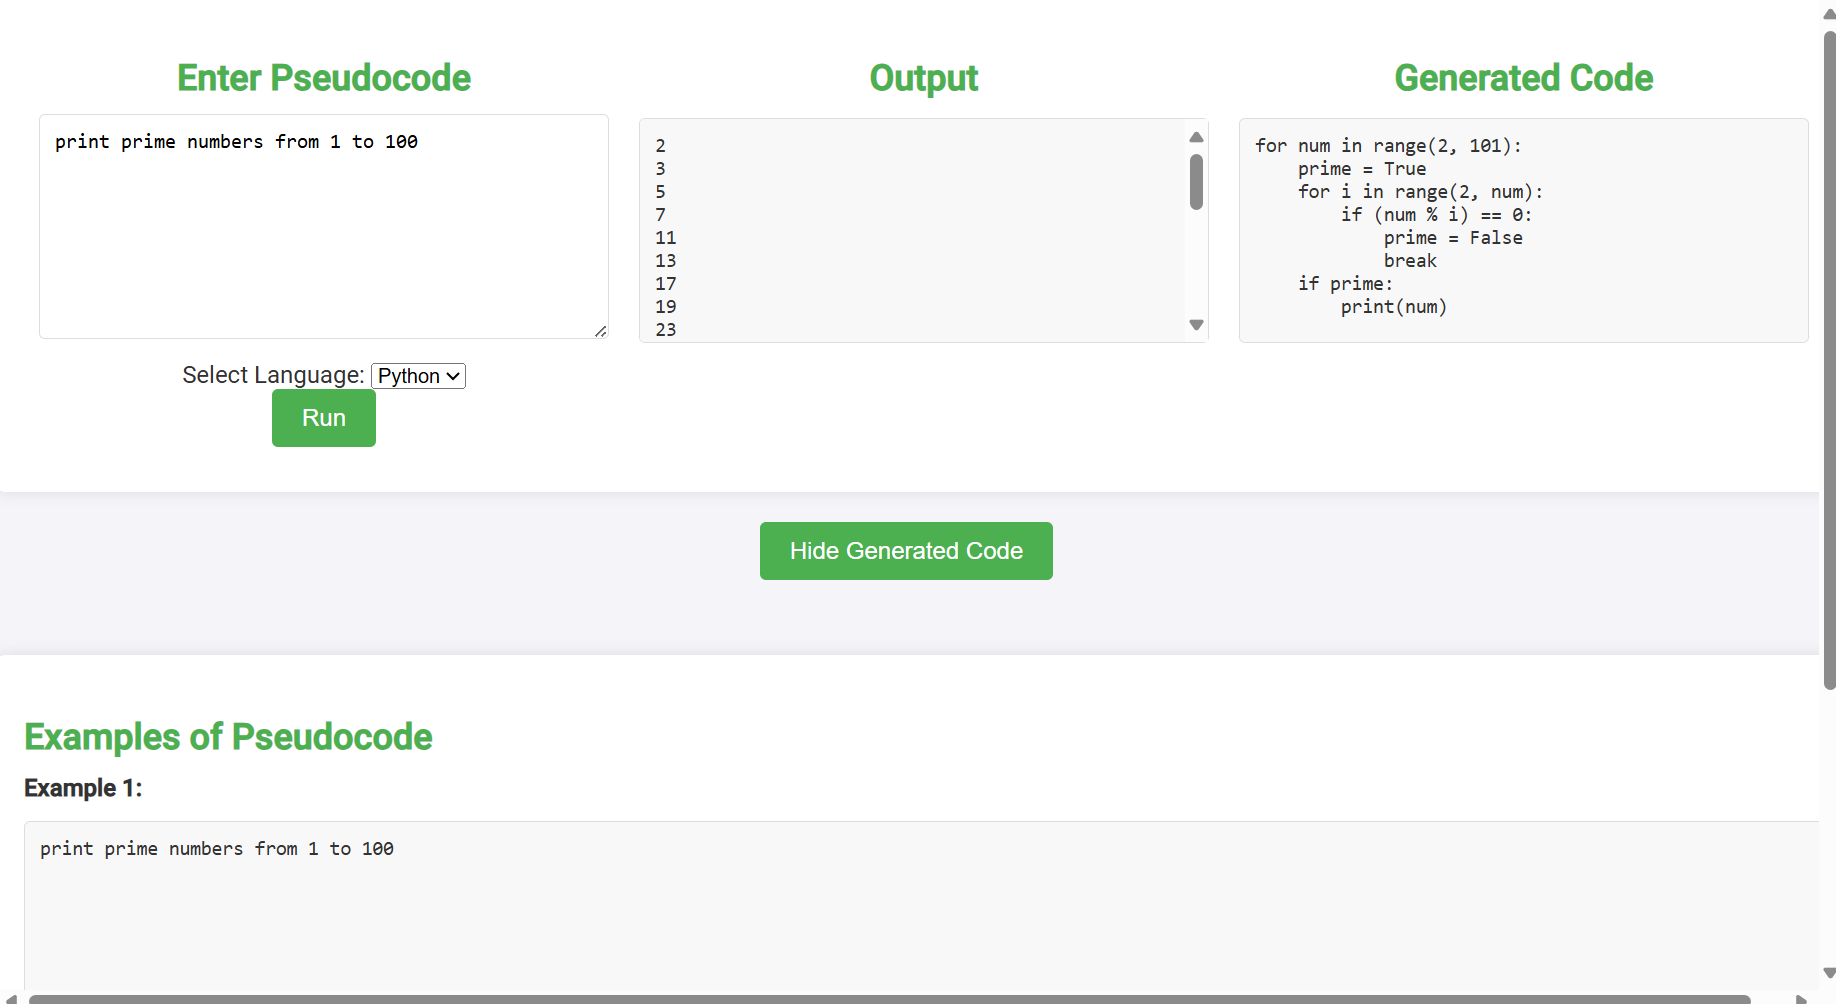 Enter Pseudocode
print prime numbers from 1 to 100
Select Language: Python
Run
Output
2
3
5
7
11
13
17
19
23
Generated Code
for num in range(2, 101):
    prime = True
    for i in range(2, num):
        if (num % i) == 0:
            prime = False
            break
    if prime:
        print(num)
Hide Generated Code
Examples of Pseudocode
Example 1:
print prime numbers from 1 to 100